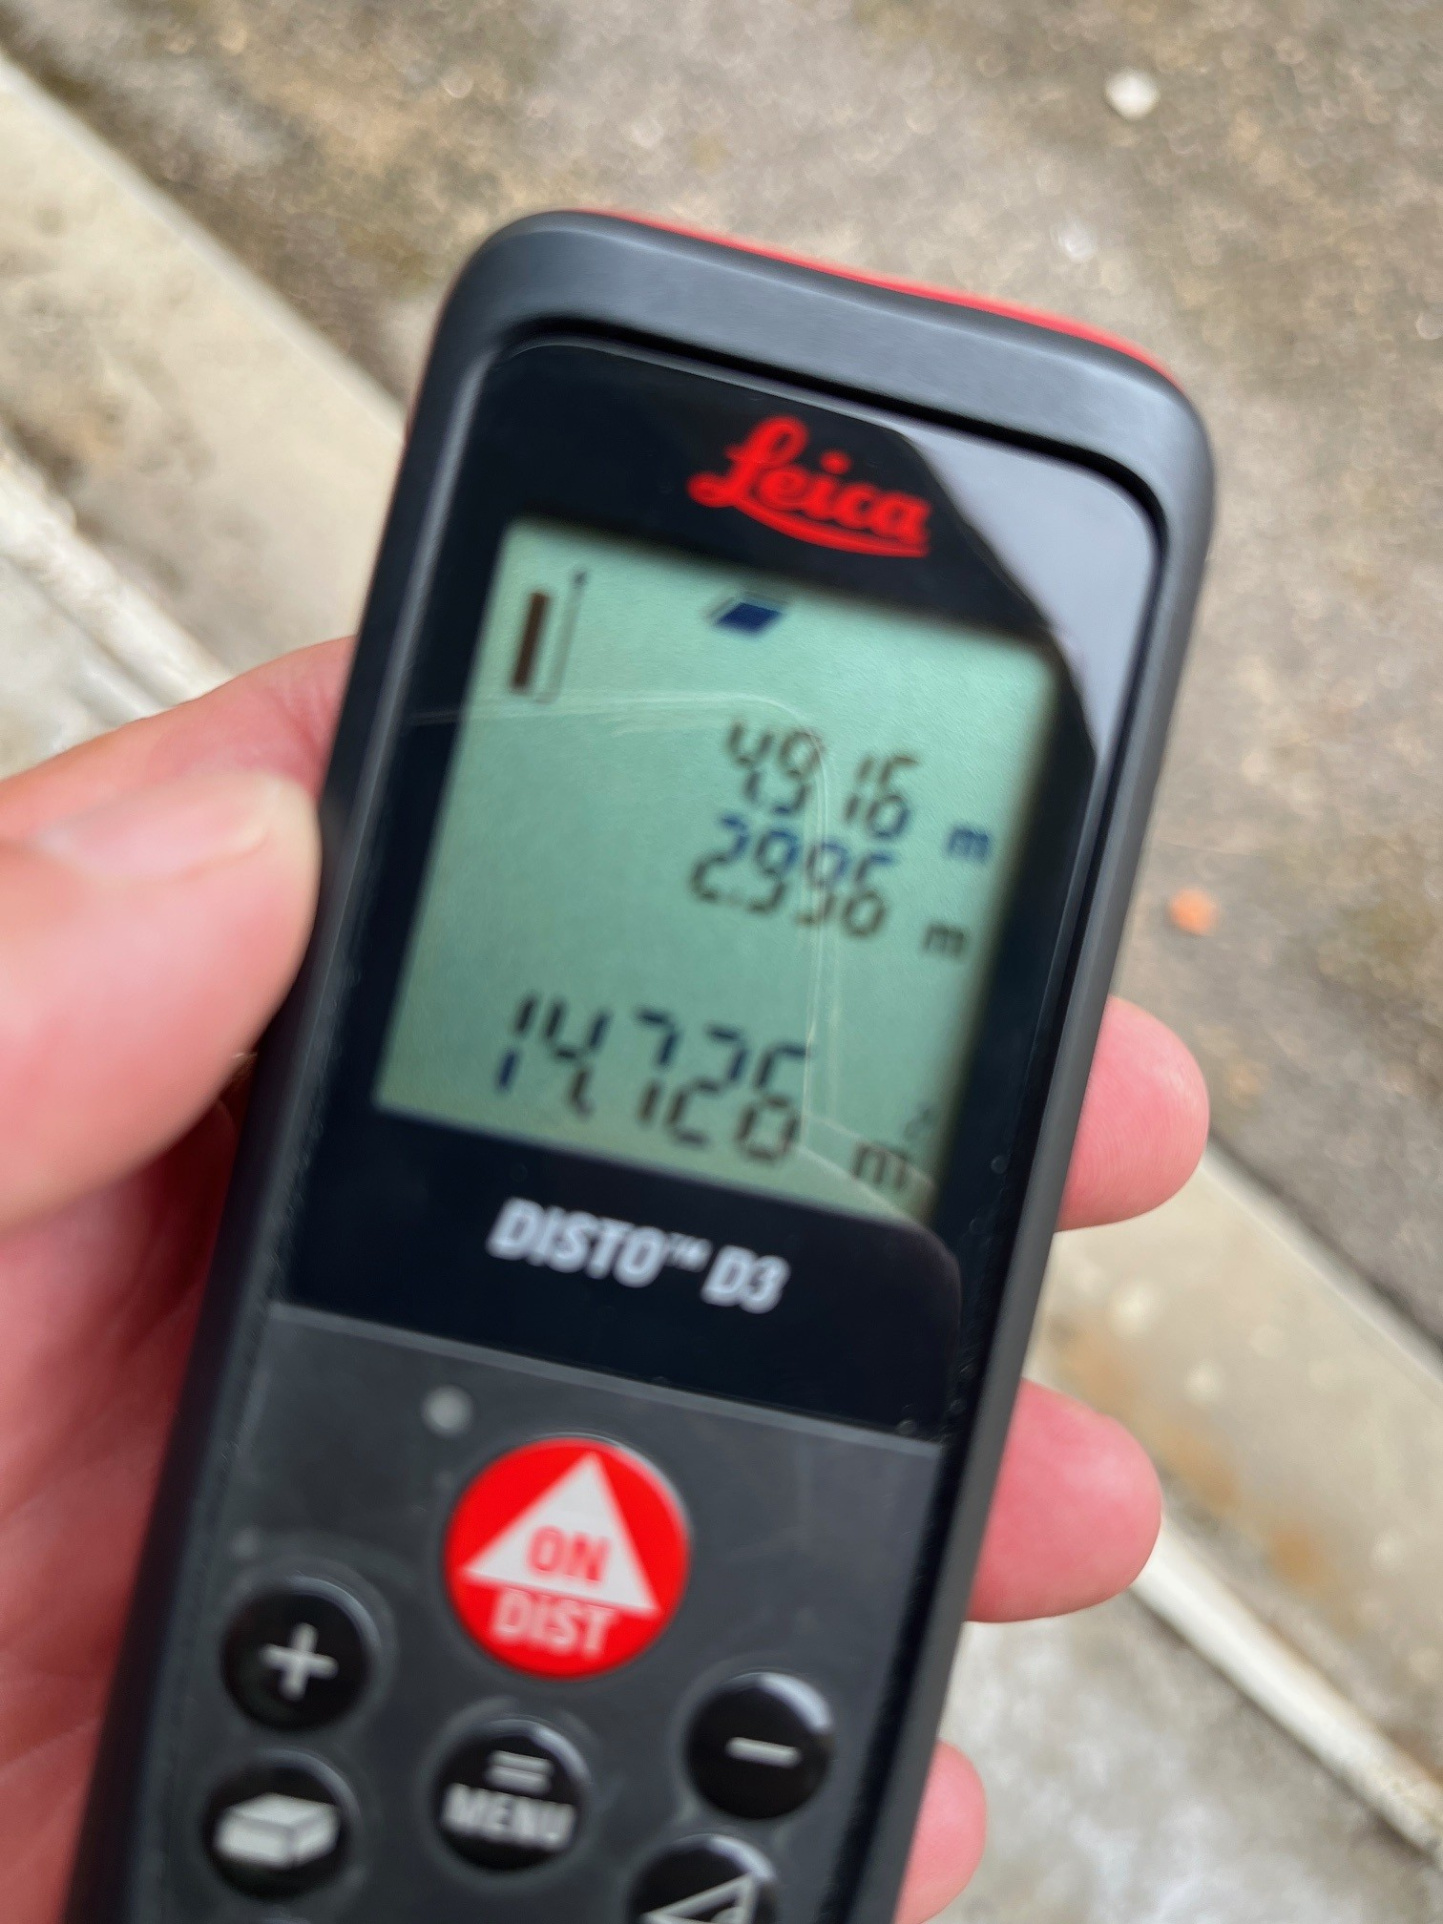 Leica
4.916 m
2.996 m
14.726 m²
DISTO™ D3
ON
DIST
+
−
=
MENU